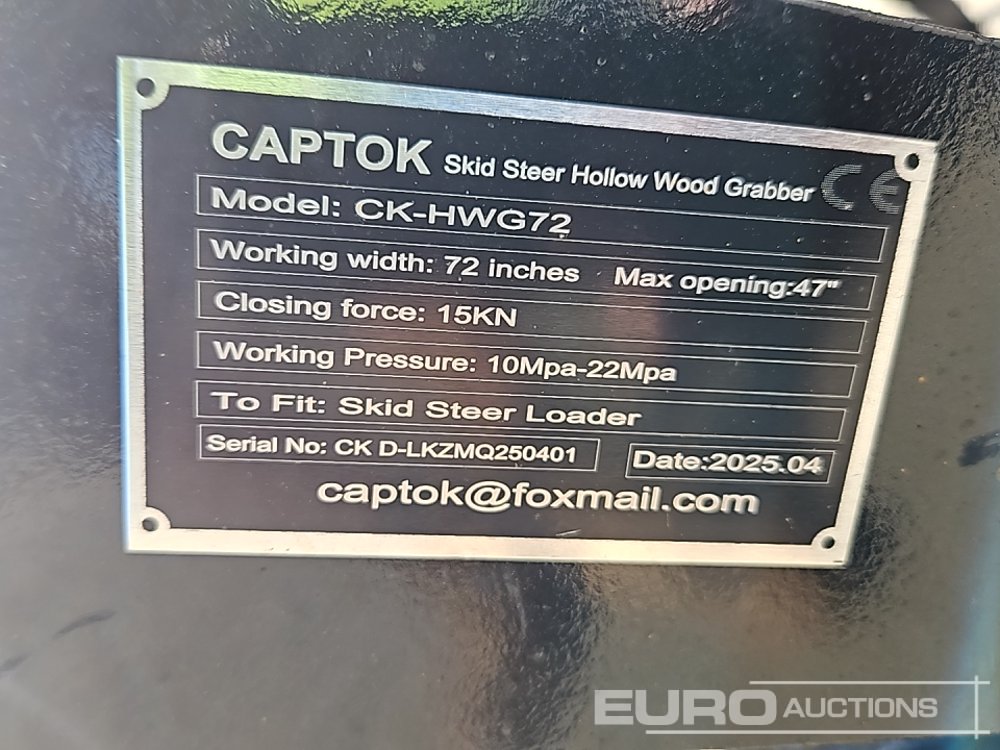 CAPTOK Skid Steer Hollow Wood Grabber CE
Model: CK-HWG72
Working width: 72 inches Max opening:47"
Closing force: 15KN
Working Pressure: 10Mpa-22Mpa
To Fit: Skid Steer Loader
Serial No: CK D-LKZMQ250401 Date:2025.04
captok@foxmail.com
EURO AUCTIONS